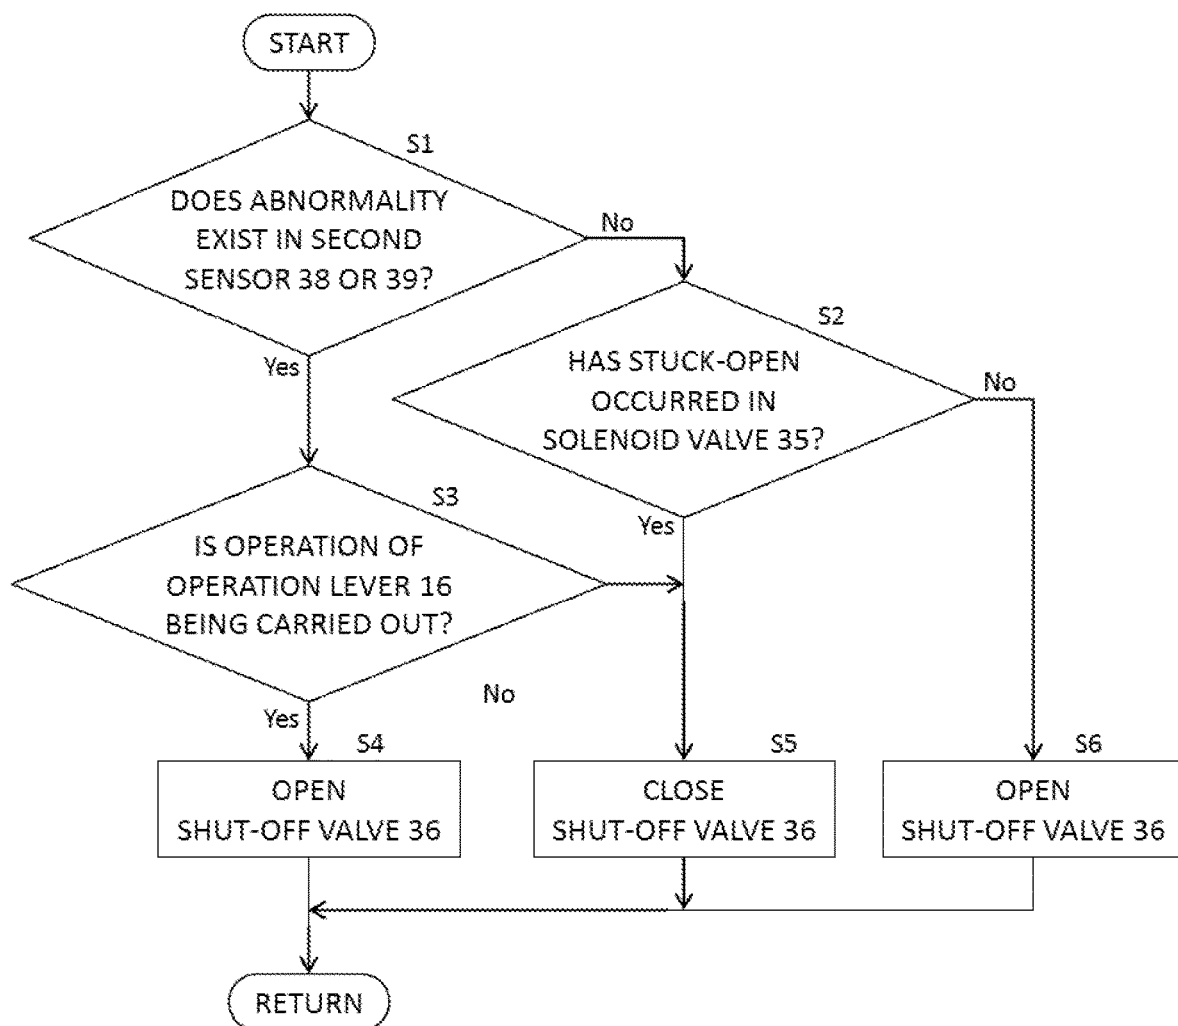 START
S1
DOES ABNORMALITY
EXIST IN SECOND
SENSOR 38 OR 39?
No
Yes
S2
HAS STUCK-OPEN
OCCURRED IN
SOLENOID VALVE 35?
No
Yes
S3
IS OPERATION OF
OPERATION LEVER 16
BEING CARRIED OUT?
No
Yes
S4
OPEN
SHUT-OFF VALVE 36
S5
CLOSE
SHUT-OFF VALVE 36
S6
OPEN
SHUT-OFF VALVE 36
RETURN